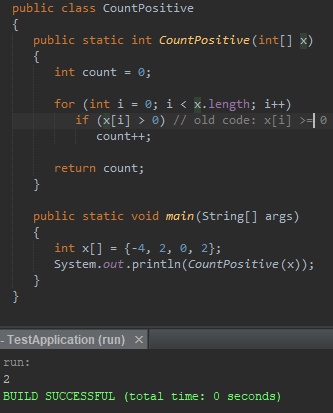 public class CountPositive
{
public static int CountPositive(int[] x)
{
int count = 0;
for (int i = 0; i < x.length; i++)
if (x[i] > 0) // old code: x[i] >= 0
count++;
return count;
}
public static void main(String[] args)
{
int x[] = {-4, 2, 0, 2};
System.out.println(CountPositive(x));
}
}
- TestApplication (run) ×
run:
2
BUILD SUCCESSFUL (total time: 0 seconds)